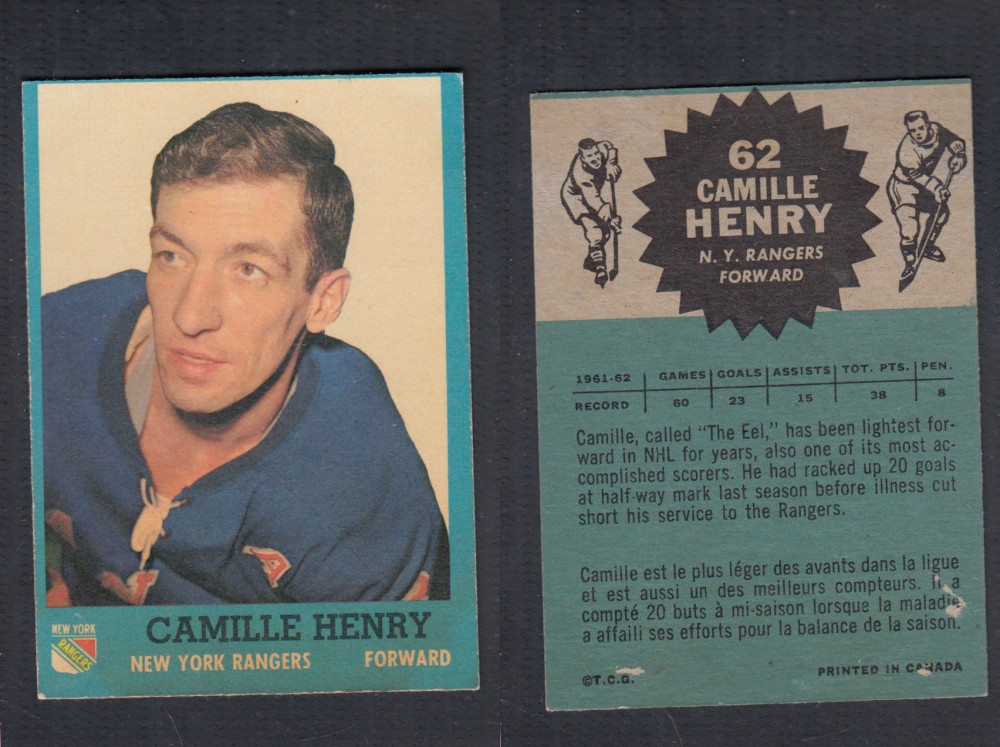 NEW YORK
RANGERS
CAMILLE HENRY
NEW YORK RANGERS FORWARD
62
CAMILLE
HENRY
N. Y. RANGERS
FORWARD
1961-62 GAMES GOALS ASSISTS TOT. PTS. PEN.
RECORD 60 23 15 38 8
Camille, called "The Eel," has been lightest for-
ward in NHL for years, also one of its most ac-
complished scorers. He had racked up 20 goals
at half-way mark last season before illness cut
short his service to the Rangers.
Camille est le plus léger des avants dans la ligue
et est aussi un des meilleurs compteurs. Il a
compté 20 buts à mi-saison lorsque la maladie
a affaili ses efforts pour la balance de la saison.
©T.C.G. PRINTED IN CANADA